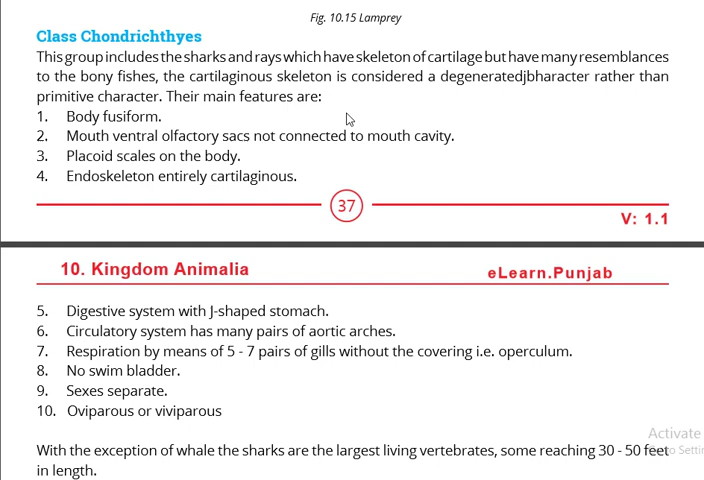 Fig. 10.15 Lamprey
Class Chondrichthyes
This group includes the sharks and rays which have skeleton of cartilage but have many resemblances
to the bony fishes, the cartilaginous skeleton is considered a degeneratedjbharacter rather than
primitive character. Their main features are:
1. Body fusiform.
2. Mouth ventral olfactory sacs not connected to mouth cavity.
3. Placoid scales on the body.
4. Endoskeleton entirely cartilaginous.
37
V: 1.1
10. Kingdom Animalia
eLearn.Punjab
5. Digestive system with J-shaped stomach.
6. Circulatory system has many pairs of aortic arches.
7. Respiration by means of 5 - 7 pairs of gills without the covering i.e. operculum.
8. No swim bladder.
9. Sexes separate.
10. Oviparous or viviparous
Activate
With the exception of whale the sharks are the largest living vertebrates, some reaching 30 - 50 feet
to Setti
in length.